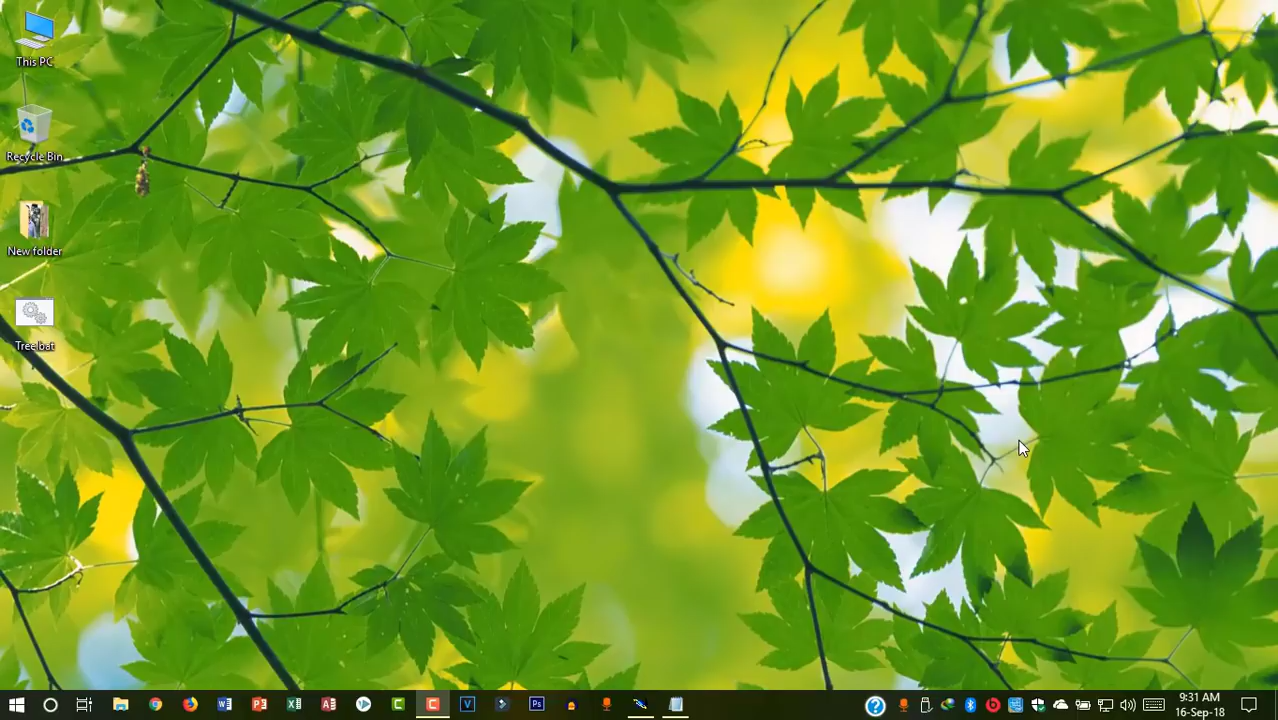 This PC
Recycle Bin
New folder
Tree.bat
9:31 AM
16-Sep-18